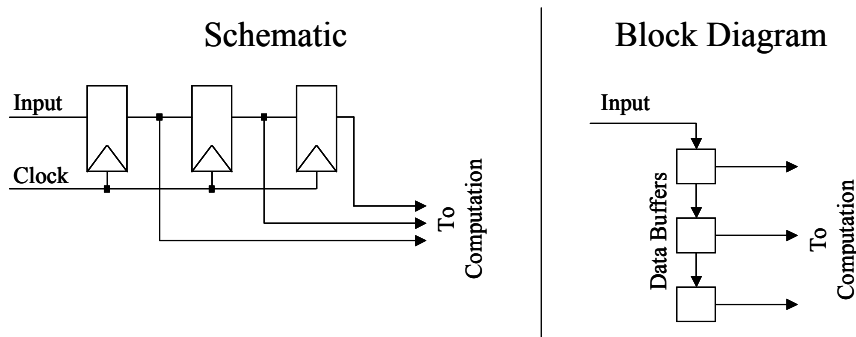 Schematic
Input
Clock
To
Computation
Block Diagram
Input
Data Buffers
To
Computation